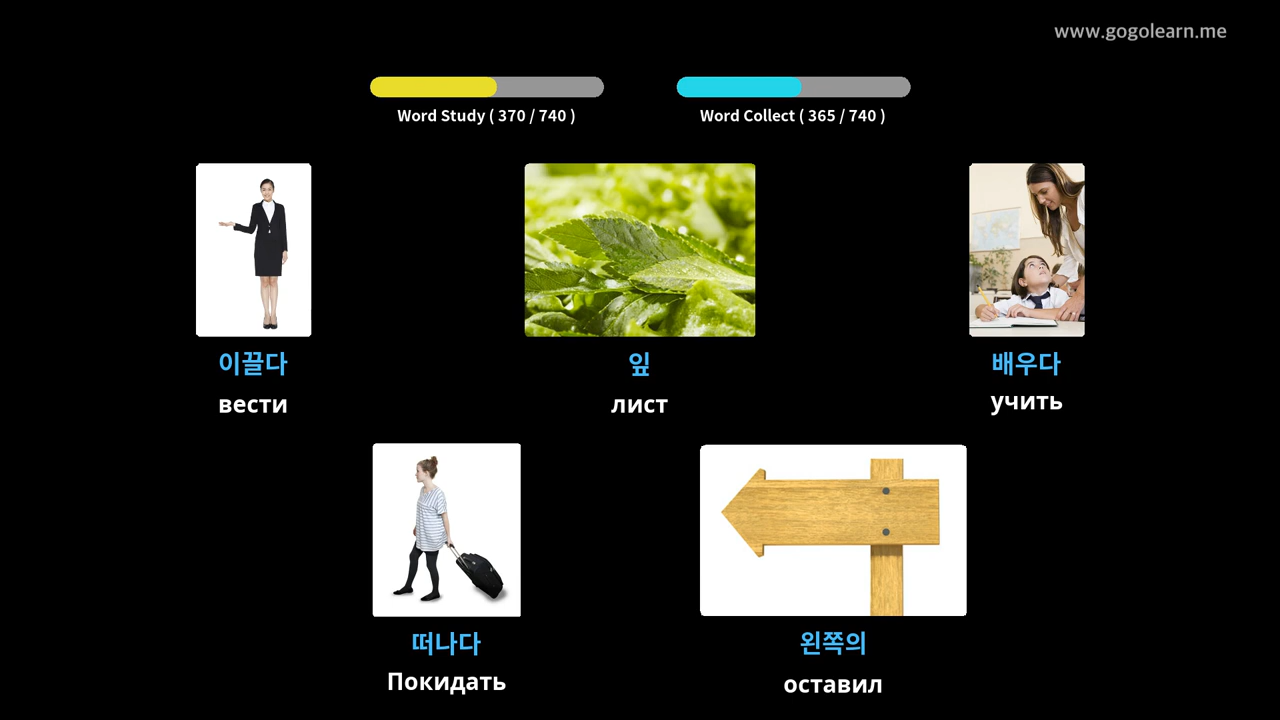 www.gogolearn.me
Word Study ( 370 / 740 )
Word Collect ( 365 / 740 )
이끌다
вести
잎
лист
배우다
учить
떠나다
Покидать
왼쪽의
оставил